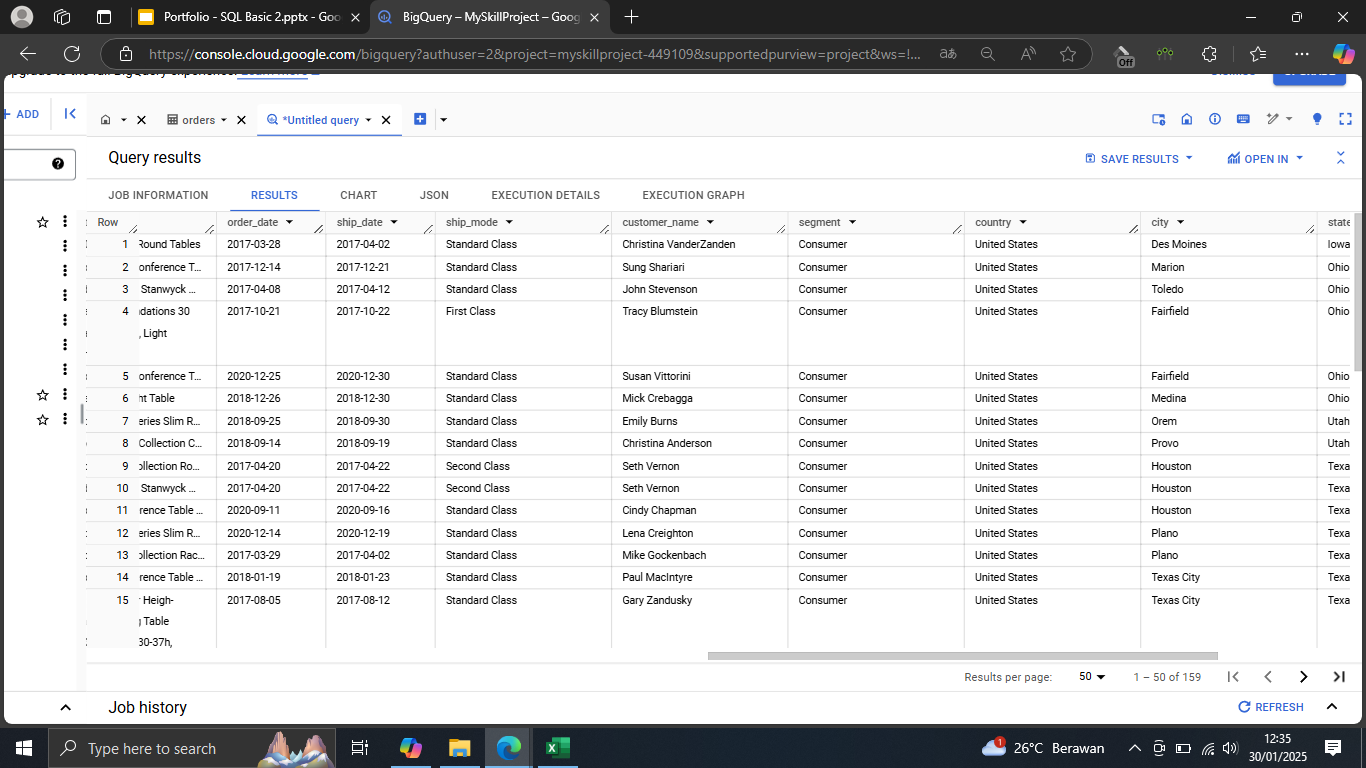 Portfolio - SQL Basic 2.pptx - Goo
BigQuery – MySkillProject – Goog
https://console.cloud.google.com/bigquery?authuser=2&project=myskillproject-449109&supportedpurview=project&ws=!...
Off
Learn more
ADD
orders
*Untitled query
Query results
SAVE RESULTS
OPEN IN
JOB INFORMATION RESULTS CHART JSON EXECUTION DETAILS EXECUTION GRAPH
Row order_date ship_date ship_mode customer_name segment country city state
1 Round Tables 2017-03-28 2017-04-02 Standard Class Christina VanderZanden Consumer United States Des Moines Iowa
2 onference T... 2017-12-14 2017-12-21 Standard Class Sung Shariari Consumer United States Marion Ohio
3 Stanwyck ... 2017-04-08 2017-04-12 Standard Class John Stevenson Consumer United States Toledo Ohio
4 dations 30 2017-10-21 2017-10-22 First Class Tracy Blumstein Consumer United States Fairfield Ohio
, Light
5 onference T... 2020-12-25 2020-12-30 Standard Class Susan Vittorini Consumer United States Fairfield Ohio
6 nt Table 2018-12-26 2018-12-30 Standard Class Mick Crebagga Consumer United States Medina Ohio
7 eries Slim R... 2018-09-25 2018-09-30 Standard Class Emily Burns Consumer United States Orem Utah
8 Collection C... 2018-09-14 2018-09-19 Standard Class Christina Anderson Consumer United States Provo Utah
9 ollection Ro... 2017-04-20 2017-04-22 Second Class Seth Vernon Consumer United States Houston Texa
10 Stanwyck ... 2017-04-20 2017-04-22 Second Class Seth Vernon Consumer United States Houston Texa
11 rence Table ... 2020-09-11 2020-09-16 Standard Class Cindy Chapman Consumer United States Houston Texa
12 eries Slim R... 2020-12-14 2020-12-19 Standard Class Lena Creighton Consumer United States Plano Texa
13 ollection Rac... 2017-03-29 2017-04-02 Standard Class Mike Gockenbach Consumer United States Plano Texa
14 rence Table ... 2018-01-19 2018-01-23 Standard Class Paul MacIntyre Consumer United States Texas City Texa
15 Heigh- 2017-08-05 2017-08-12 Standard Class Gary Zandusky Consumer United States Texas City Texa
Table
30-37h,
Results per page: 50 1 – 50 of 159
Job history
REFRESH
Type here to search
1
26°C Berawan
12:35
30/01/2025